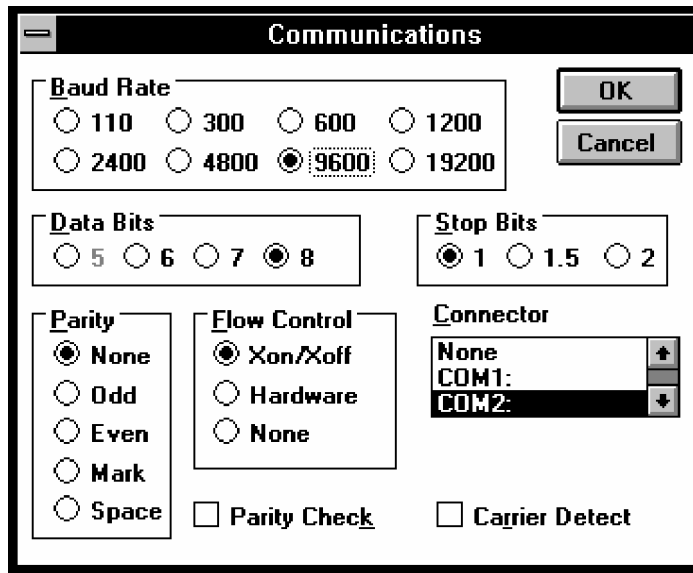 Communications
Baud Rate
110 300 600 1200
2400 4800 9600 19200
OK
Cancel
Data Bits
5 6 7 8
Stop Bits
1 1.5 2
Parity
None
Odd
Even
Mark
Space
Flow Control
Xon/Xoff
Hardware
None
Connector
None
COM1:
COM2:
Parity Check
Carrier Detect